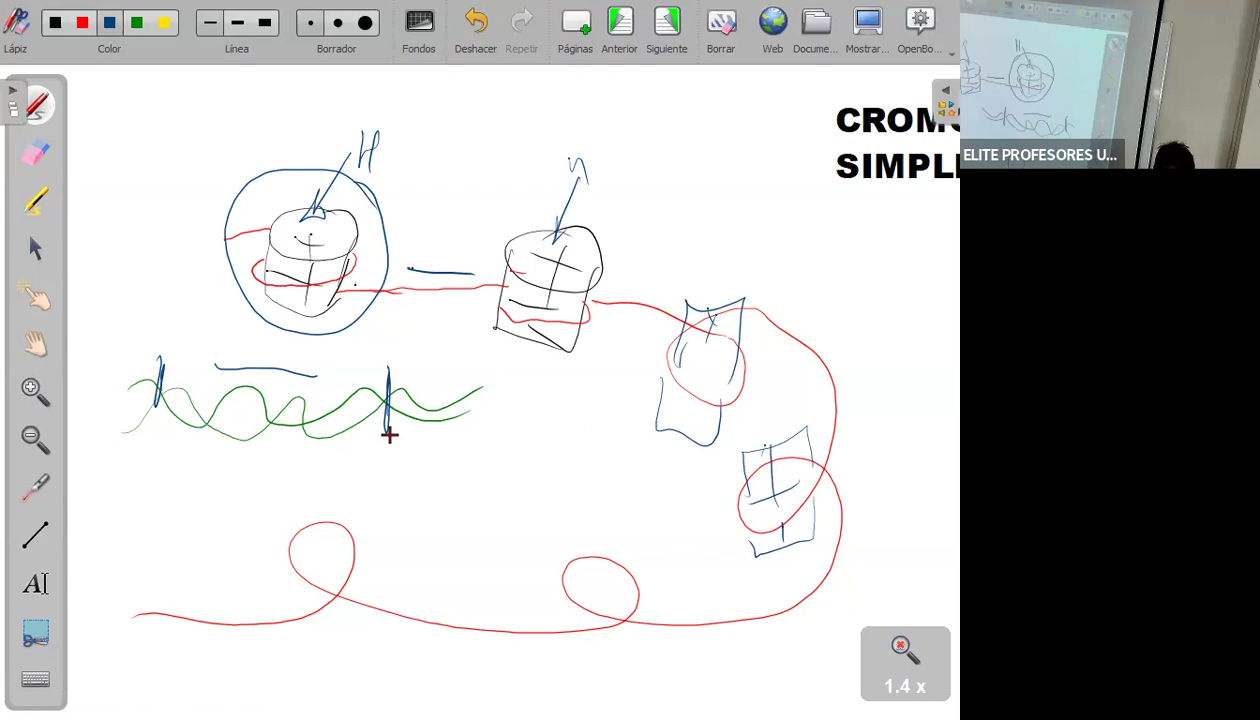 Lápiz
Color
Línea
Borrador
Fondos
Deshacer
Repetir
Páginas
Anterior
Siguiente
Borrar
Web
Docume...
Mostrar...
OpenBo...
CROM
SIMPL
ELITE PROFESORES U...
H
H
1.4 x